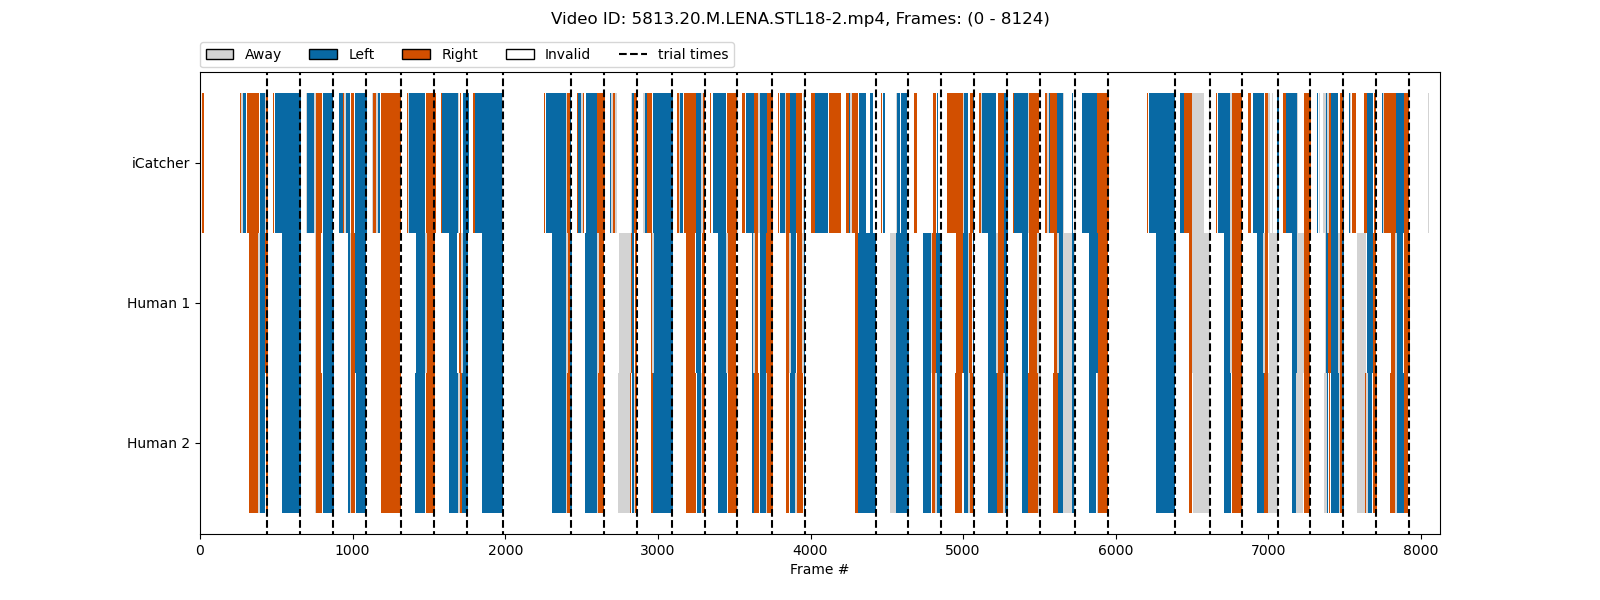 Video ID: 5813.20.M.LENA.STL18-2.mp4, Frames: (0 - 8124)
Away Left Right Invalid trial times
iCatcher
Human 1
Human 2
0 1000 2000 3000 4000 5000 6000 7000 8000
Frame #